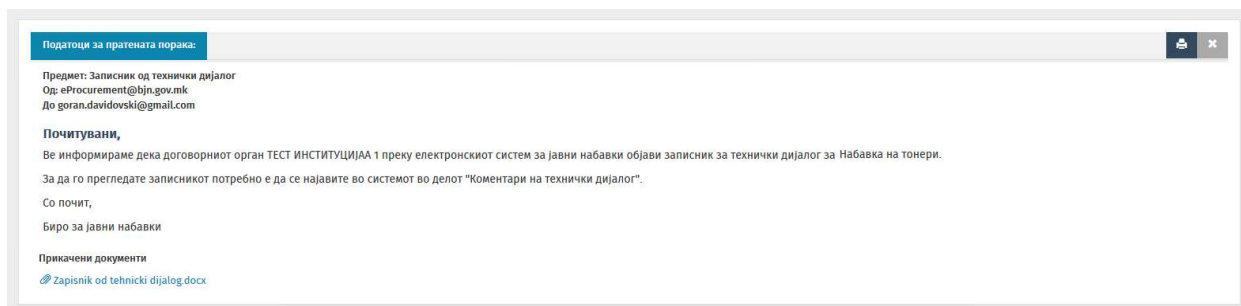 Податоци за пратената порака:
Предмет: Записник од технички дијалог
Од: eProcurement@bjn.gov.mk
До goran.davidovski@gmail.com
Почитувани,
Ве информираме дека договорниот орган ТЕСТ ИНСТИТУЦИЈАА 1 преку електронскиот систем за јавни набавки објави записник за технички дијалог за Набавка на тонери.
За да го прегледате записникот потребно е да се најавите во системот во делот "Коментари на технички дијалог".
Со почит,
Биро за јавни набавки
Прикачени документи
Zapisnik od tehnicki dijalog.docx